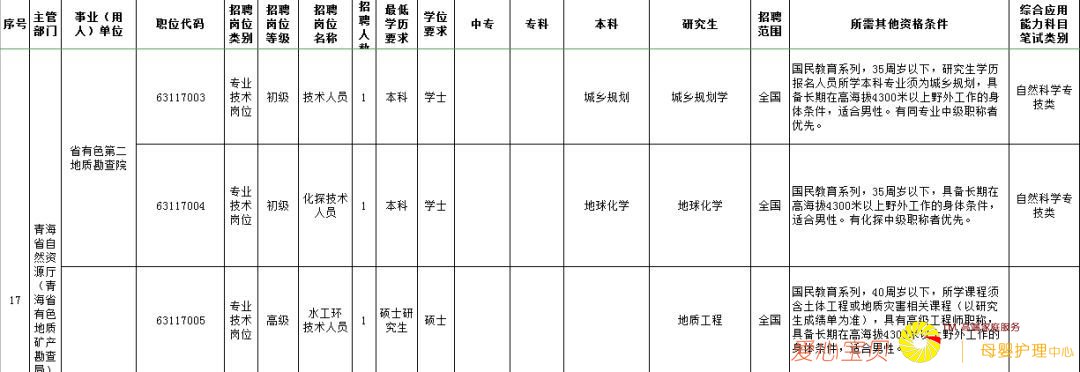 序号
主管
部门
事业（用
人）单位
职位代码
招聘
岗位
类别
招聘
岗位
等级
招聘
岗位
名称
招
聘
人
最低
学历
要求
学位
要求
中专
专科
本科
研究生
招聘
范围
所需其他资格条件
综合应用
能力科目
笔试类别
17
青海
省自
然资
源厅
（青
海省
有色
地质
矿产
勘查
局）
省有色第二
地质勘查院
63117003
专业
技术
岗位
初级
技术人员
1
本科
学士
城乡规划
城乡规划学
全国
国民教育系列，35周岁以下，研究生学历
报名人员所学本科专业须为城乡规划，具
备长期在高海拔4300米以上野外工作的身
体条件，适合男性。有同专业中级职称者
优先。
自然科学专
技类
63117004
专业
技术
岗位
初级
化探技术
人员
1
本科
学士
地球化学
地球化学
全国
国民教育系列，35周岁以下，具备长期在
高海拔4300米以上野外工作的身体条件，
适合男性。有化探中级职称者优先。
自然科学专
技类
63117005
专业
技术
岗位
高级
水工环
技术人员
1
硕士研
究生
硕士
地质工程
全国
国民教育系列，40周岁以下，所学课程须
含土体工程或地质灾害相关课程（以研究
生成绩单为准），具有高级工程师职称，
具备长期在高海拔4300米以上野外工作的
身体条件，适合男性。
爱心宝贝
TM 高端家庭服务
母婴护理中心